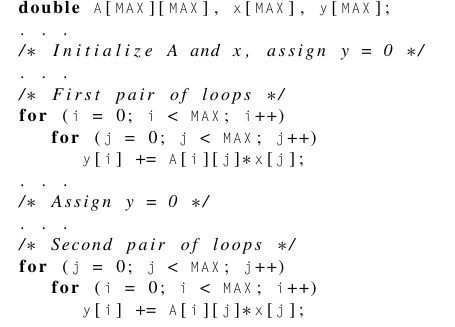 double A[MAX][MAX], x[MAX], y[MAX];
. . .
/* Initialize A and x, assign y = 0 */
. . .
/* First pair of loops */
for (i = 0; i < MAX; i++)
    for (j = 0; j < MAX; j++)
        y[i] += A[i][j]*x[j];
. . .
/* Assign y = 0 */
. . .
/* Second pair of loops */
for (j = 0; j < MAX; j++)
    for (i = 0; i < MAX; i++)
        y[i] += A[i][j]*x[j];